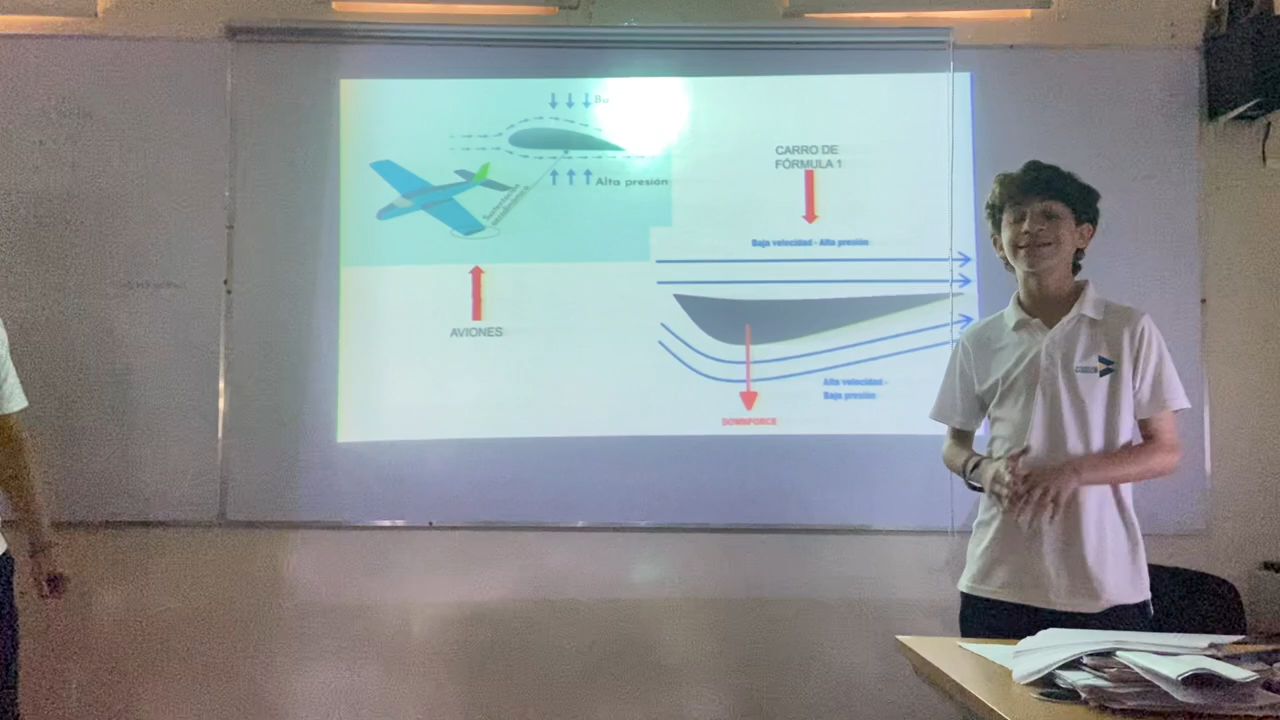 Alta presión
AVIONES
CARRO DE
FÓRMULA 1
Baja velocidad - Alta presión
Alta velocidad -
Baja presión
DOWNFORCE